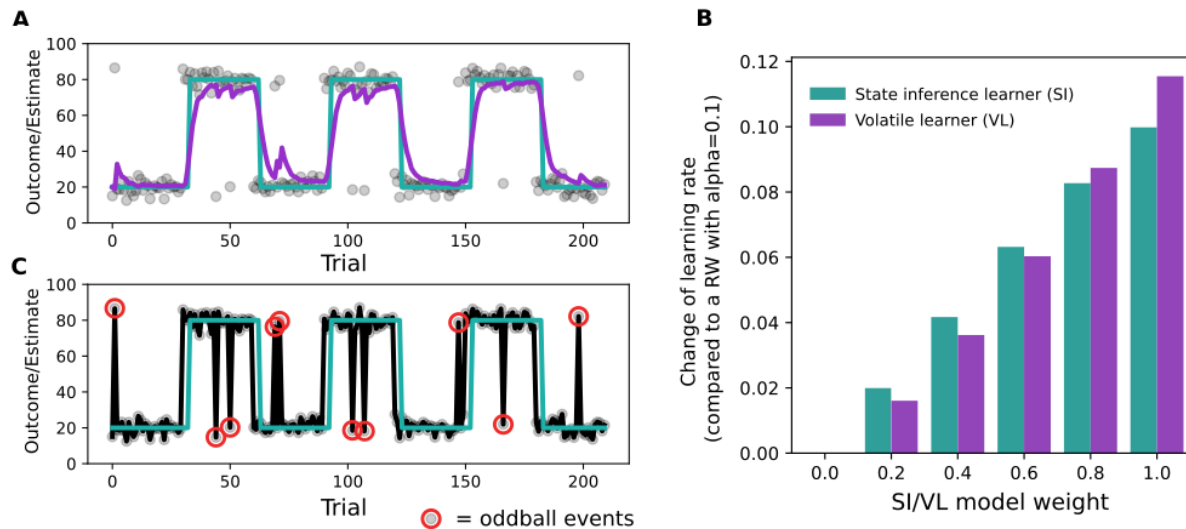 A
Outcome/Estimate
100
80
60
40
20
0
0 50 100 150 200
Trial
C
Outcome/Estimate
100
80
60
40
20
0
0 50 100 150 200
Trial
= oddball events
B
Change of learning rate
(compared to a RW with alpha=0.1)
0.12
0.10
0.08
0.06
0.04
0.02
0.00
State inference learner (SI)
Volatile learner (VL)
0.0 0.2 0.4 0.6 0.8 1.0
SI/VL model weight